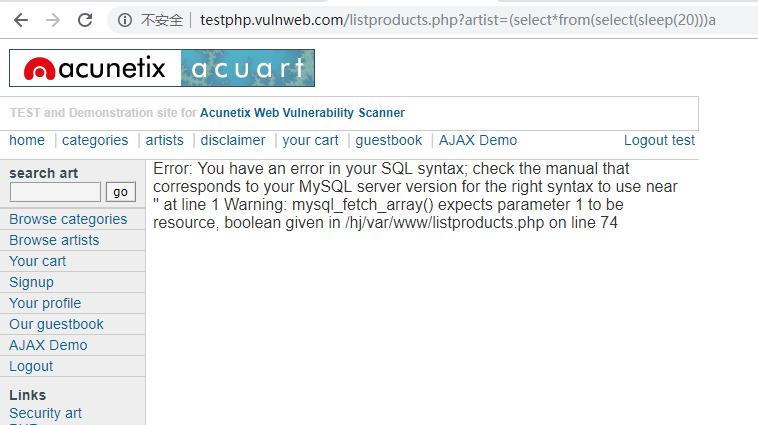 不安全 | testphp.vulnweb.com/listproducts.php?artist=(select*from(select(sleep(20)))a
acunetix acuart
TEST and Demonstration site for Acunetix Web Vulnerability Scanner
home | categories | artists | disclaimer | your cart | guestbook | AJAX Demo Logout test
search art
go
Browse categories
Browse artists
Your cart
Signup
Your profile
Our guestbook
AJAX Demo
Logout
Links
Security art
Error: You have an error in your SQL syntax; check the manual that
corresponds to your MySQL server version for the right syntax to use near
'' at line 1 Warning: mysql_fetch_array() expects parameter 1 to be
resource, boolean given in /hj/var/www/listproducts.php on line 74